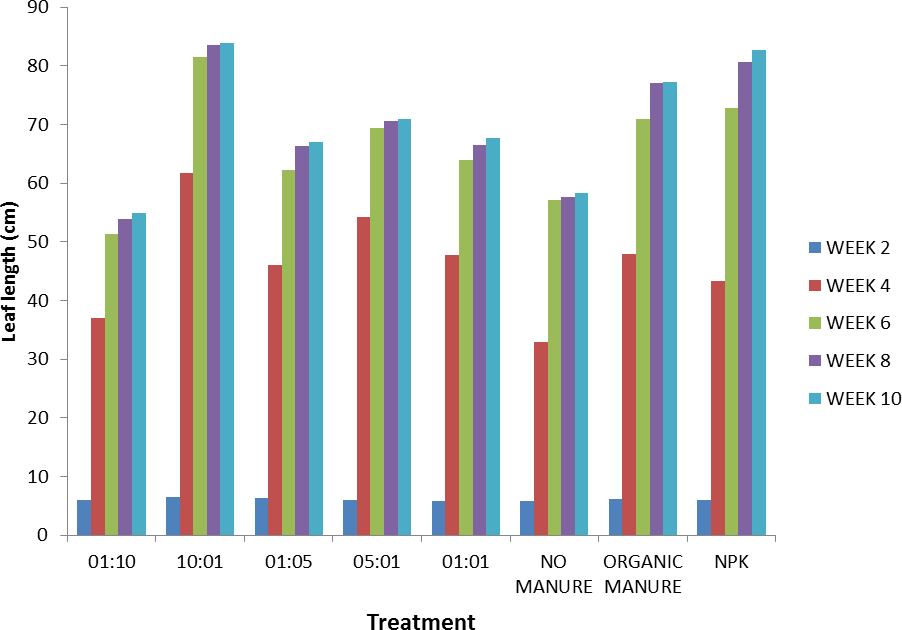 90
80
70
60
50
40
30
20
10
0
Leaf length (cm)
01:10 10:01 01:05 05:01 01:01 NO MANURE ORGANIC MANURE NPK
Treatment
WEEK 2
WEEK 4
WEEK 6
WEEK 8
WEEK 10